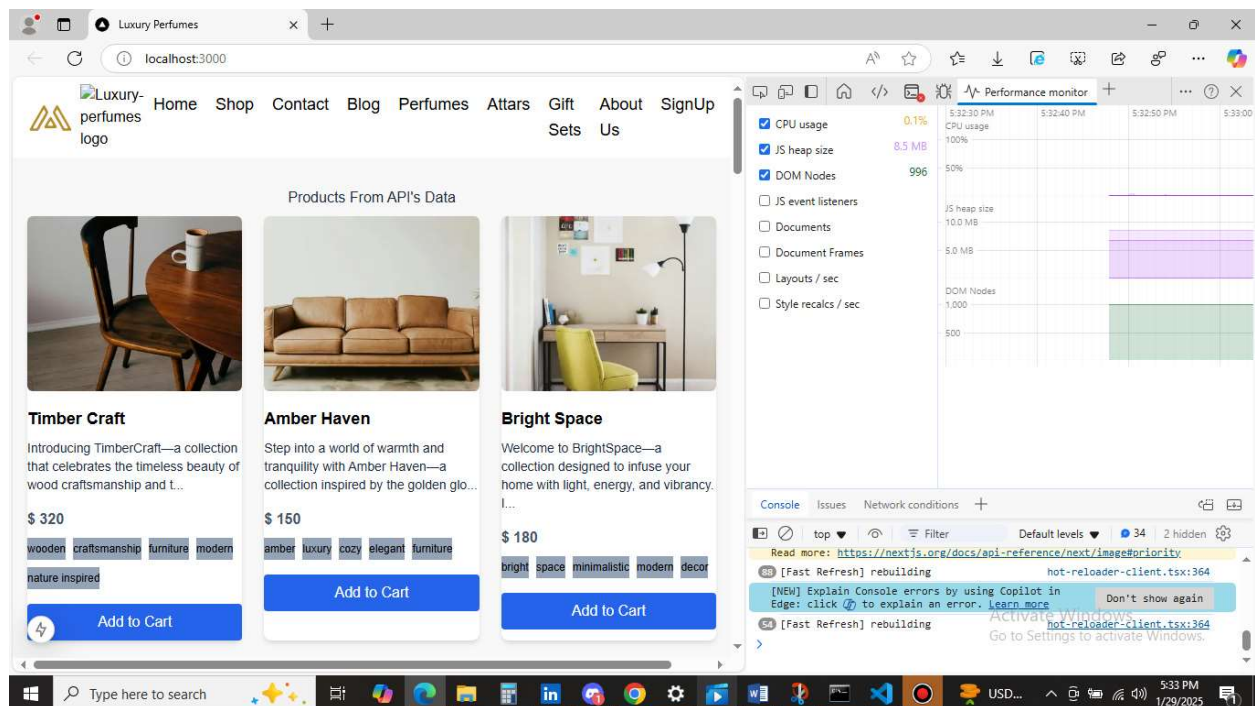 Luxury Perfumes
localhost:3000
Luxury-
perfumes
logo
Home Shop Contact Blog Perfumes Attars Gift
Sets About
Us SignUp
Products From API's Data
Timber Craft
Introducing TimberCraft—a collection
that celebrates the timeless beauty of
wood craftsmanship and t...
$ 320
wooden craftsmanship furniture modern
nature inspired
Add to Cart
Amber Haven
Step into a world of warmth and
tranquility with Amber Haven—a
collection inspired by the golden glo...
$ 150
amber luxury cozy elegant furniture
Add to Cart
Bright Space
Welcome to BrightSpace—a
collection designed to infuse your
home with light, energy, and vibrancy.
I...
$ 180
bright space minimalistic modern decor
Add to Cart
Performance monitor
CPU usage 0.1%
JS heap size 8.5 MB
DOM Nodes 996
JS event listeners
Documents
Document Frames
Layouts / sec
Style recalcs / sec
5:32:30 PM 5:32:40 PM 5:32:50 PM 5:33:00
CPU usage
100%
50%
JS heap size
10.0 MB
5.0 MB
DOM Nodes
1,000
500
Console Issues Network conditions
top Filter Default levels 34 2 hidden
Read more: https://nextjs.org/docs/api-reference/next/image#priority
88 [Fast Refresh] rebuilding hot-reloader-client.tsx:364
[NEW] Explain Console errors by using Copilot in
Edge: click to explain an error. Learn more
Don't show again
54 [Fast Refresh] rebuilding hot-reloader-client.tsx:364
Activate Windows
Go to Settings to activate Windows.
Type here to search
USD...
5:33 PM
1/29/2025